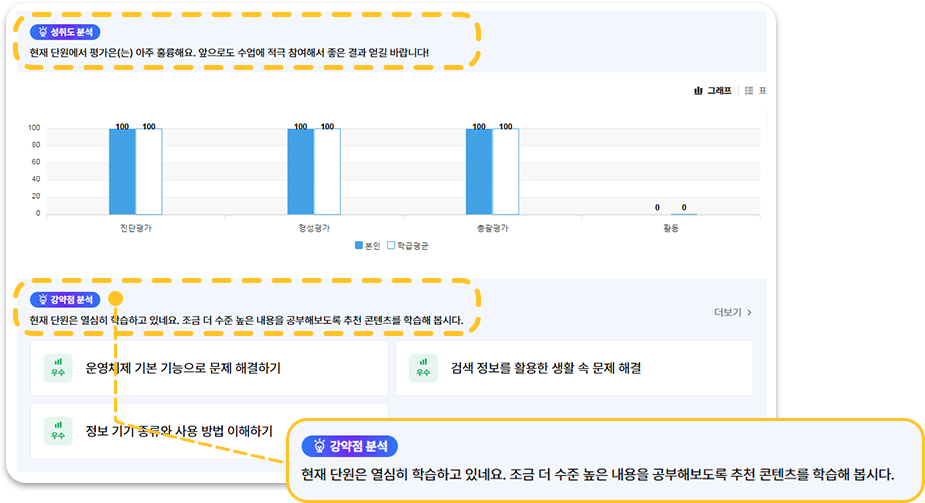 성취도 분석
현재 단원에서 평가은(는) 아주 훌륭해요. 앞으로도 수업에 적극 참여해서 좋은 결과 얻길 바랍니다!
그래프 표
100
80
60
40
20
0
100 100 100 100 100 100 0 0
진단평가 형성평가 총괄평가 활동
본인 학급평균
강약점 분석
현재 단원은 열심히 학습하고 있네요. 조금 더 수준 높은 내용을 공부해보도록 추천 콘텐츠를 학습해 봅시다.
더보기 >
우수 운영체제 기본 기능으로 문제 해결하기
우수 검색 정보를 활용한 생활 속 문제 해결
우수 정보 기기 종류와 사용 방법 이해하기
강약점 분석
현재 단원은 열심히 학습하고 있네요. 조금 더 수준 높은 내용을 공부해보도록 추천 콘텐츠를 학습해 봅시다.